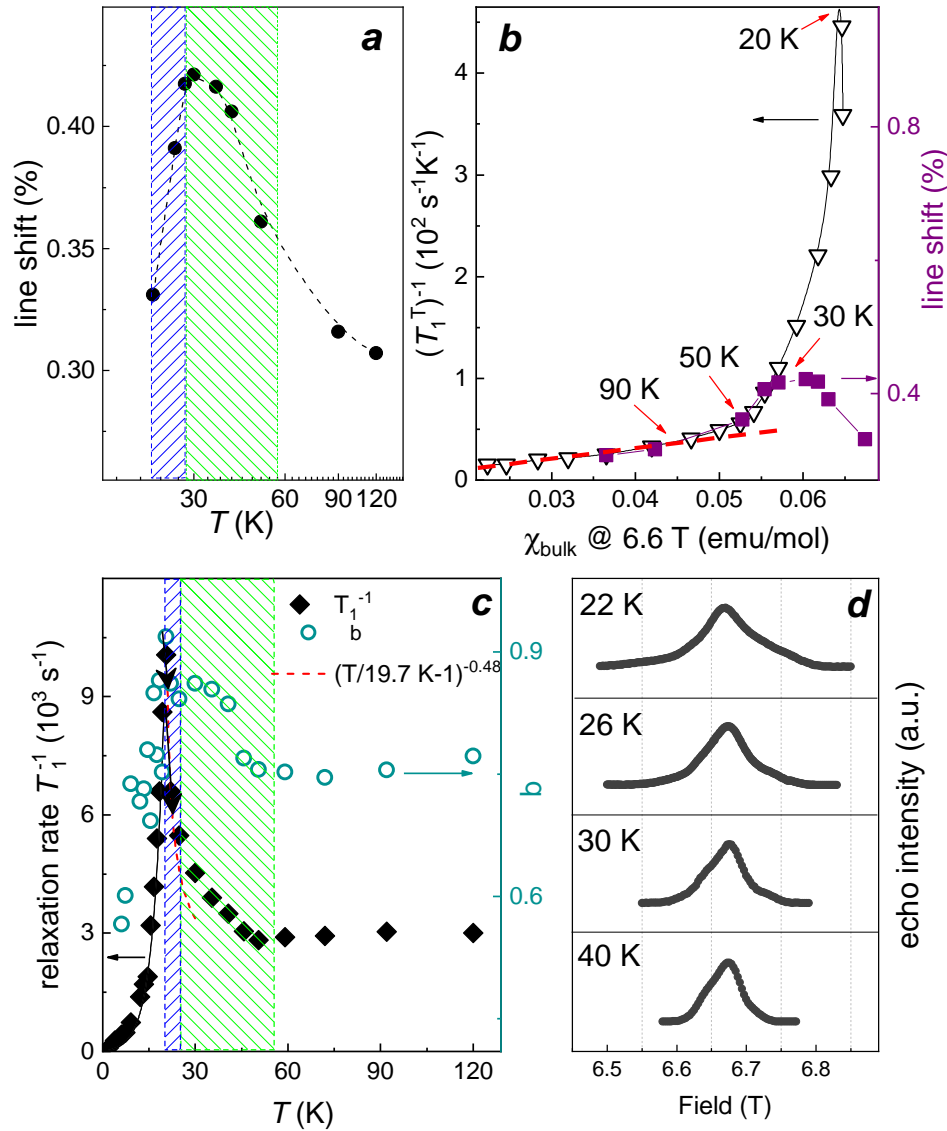 a
0.40
0.35
0.30
line shift (%)
30
60
90
120
T (K)
b
20 K
30 K
50 K
90 K
4
3
2
1
0
(T₁T)⁻¹ (10² s⁻¹K⁻¹)
0.8
0.4
line shift (%)
0.03
0.04
0.05
0.06
χbulk @ 6.6 T (emu/mol)
c
T₁⁻¹
b
(T/19.7 K-1)⁻⁰·⁴⁸
9
6
3
0
relaxation rate T₁⁻¹ (10³ s⁻¹)
0.9
0.6
b
0
30
60
90
120
T (K)
d
22 K
26 K
30 K
40 K
echo intensity (a.u.)
6.5
6.6
6.7
6.8
Field (T)